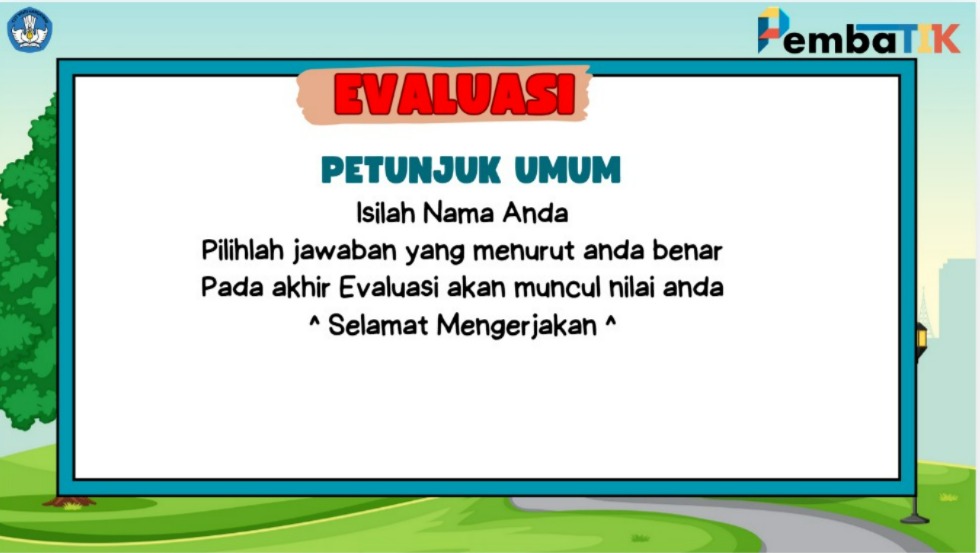 PembaTIK
EVALUASI
PETUNJUK UMUM
Isilah Nama Anda
Pilihlah jawaban yang menurut anda benar
Pada akhir Evaluasi akan muncul nilai anda
^ Selamat Mengerjakan ^